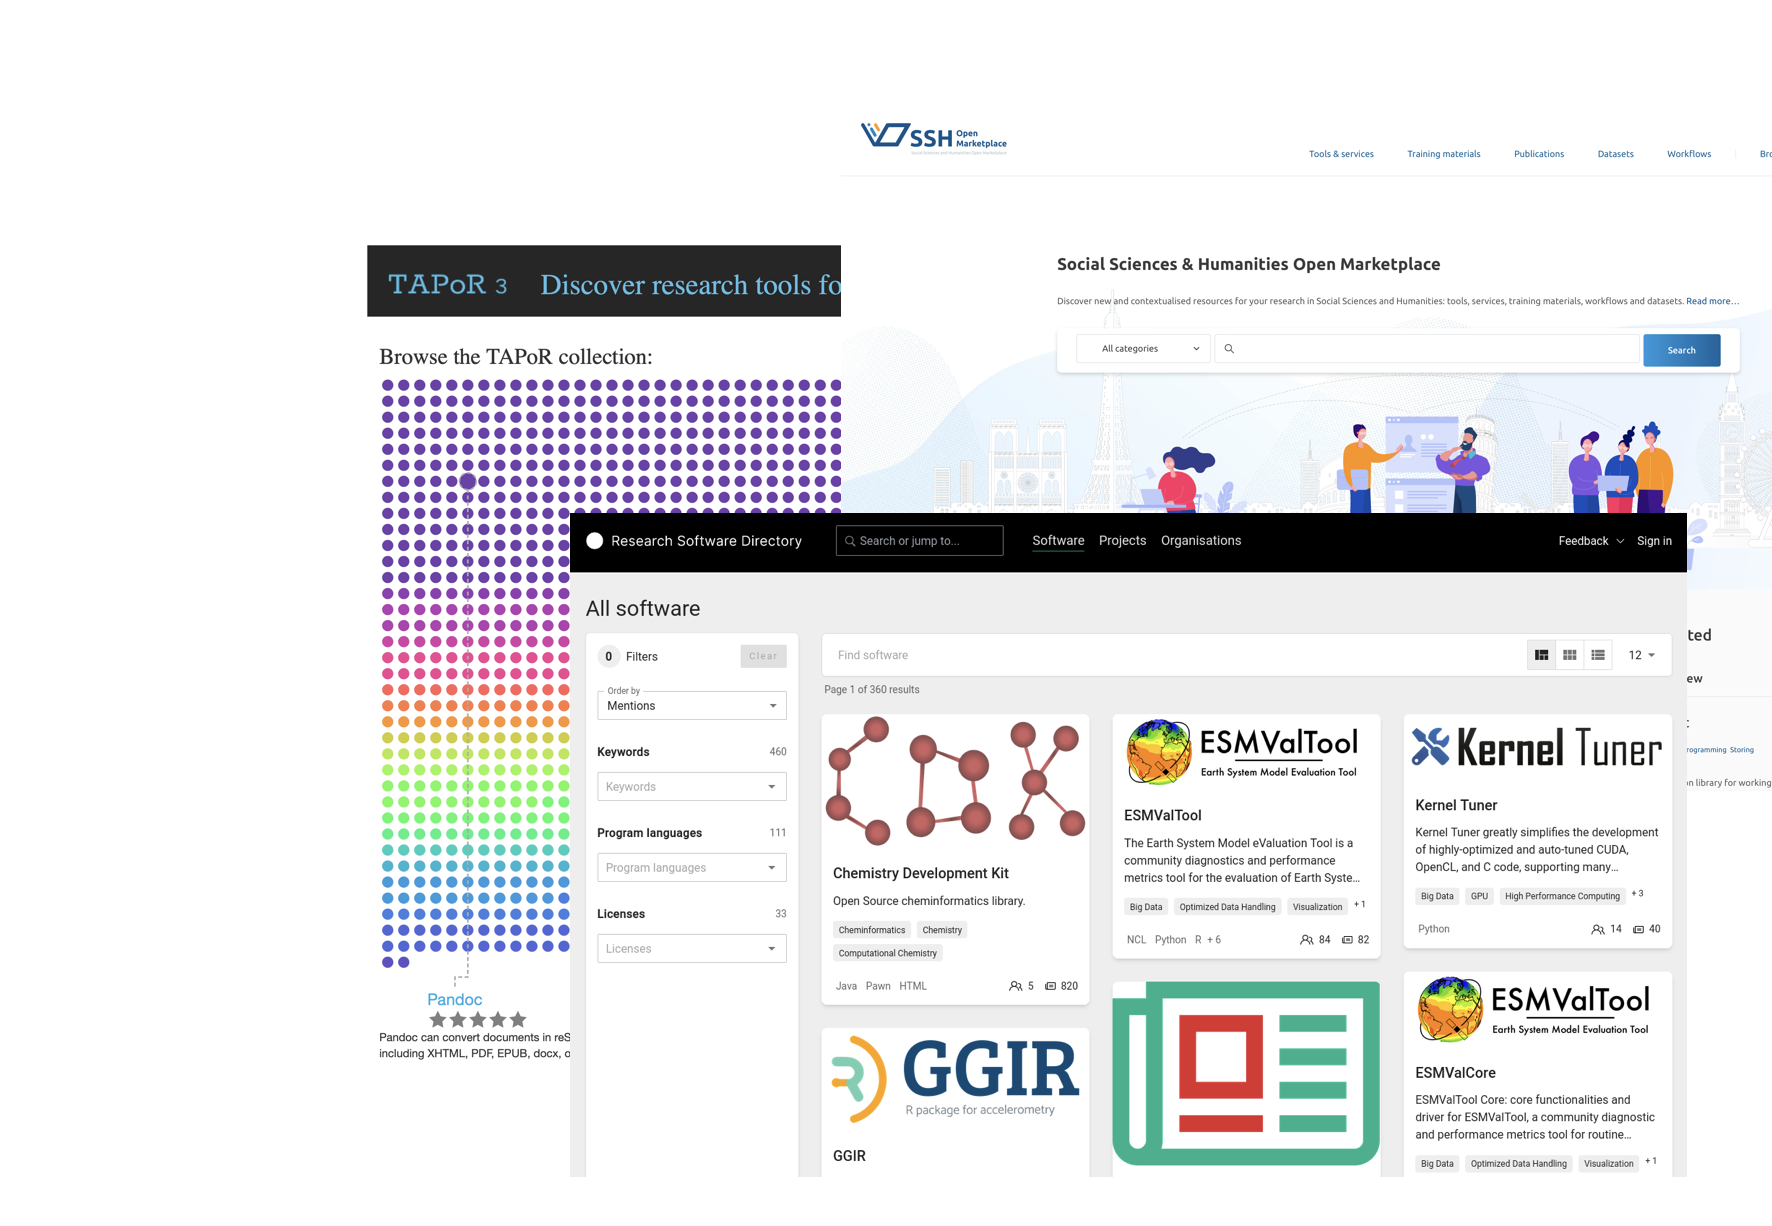 SSH Open
Marketplace
Social Sciences and Humanities Open Marketplace
Tools & services
Training materials
Publications
Datasets
Workflows
Social Sciences & Humanities Open Marketplace
Discover new and contextualised resources for your research in Social Sciences and Humanities: tools, services, training materials, workflows and datasets. Read more...
All categories
Search
TAPoR 3
Discover research tools fo
Browse the TAPoR collection:
Pandoc
Pandoc can convert documents in reS
including XHTML, PDF, EPUB, docx, o
Research Software Directory
Search or jump to...
Software
Projects
Organisations
Feedback
Sign in
All software
0 Filters
Clear
Order by
Mentions
Keywords 460
Keywords
Program languages 111
Program languages
Licenses 33
Licenses
Find software
12
Page 1 of 360 results
CDK
Chemistry Development Kit
Open Source cheminformatics library.
Cheminformatics Chemistry
Computational Chemistry
Java Pawn HTML 5 820
GGIR
R package for accelerometry
GGIR
ESMValTool
Earth System Model Evaluation Tool
ESMValTool
The Earth System Model eValuation Tool is a
community diagnostics and performance
metrics tool for the evaluation of Earth Syste...
Big Data Optimized Data Handling Visualization + 1
NCL Python R + 6 84 82
Kernel Tuner
Kernel Tuner
Kernel Tuner greatly simplifies the development
of highly-optimized and auto-tuned CUDA,
OpenCL, and C code, supporting many...
Big Data GPU High Performance Computing + 3
Python 14 40
ESMValTool
Earth System Model Evaluation Tool
ESMValCore
ESMValTool Core: core functionalities and
driver for ESMValTool, a community diagnostic
and performance metrics tool for routine...
Big Data Optimized Data Handling Visualization + 1
ted
ew
rogramming Storing
on library for working